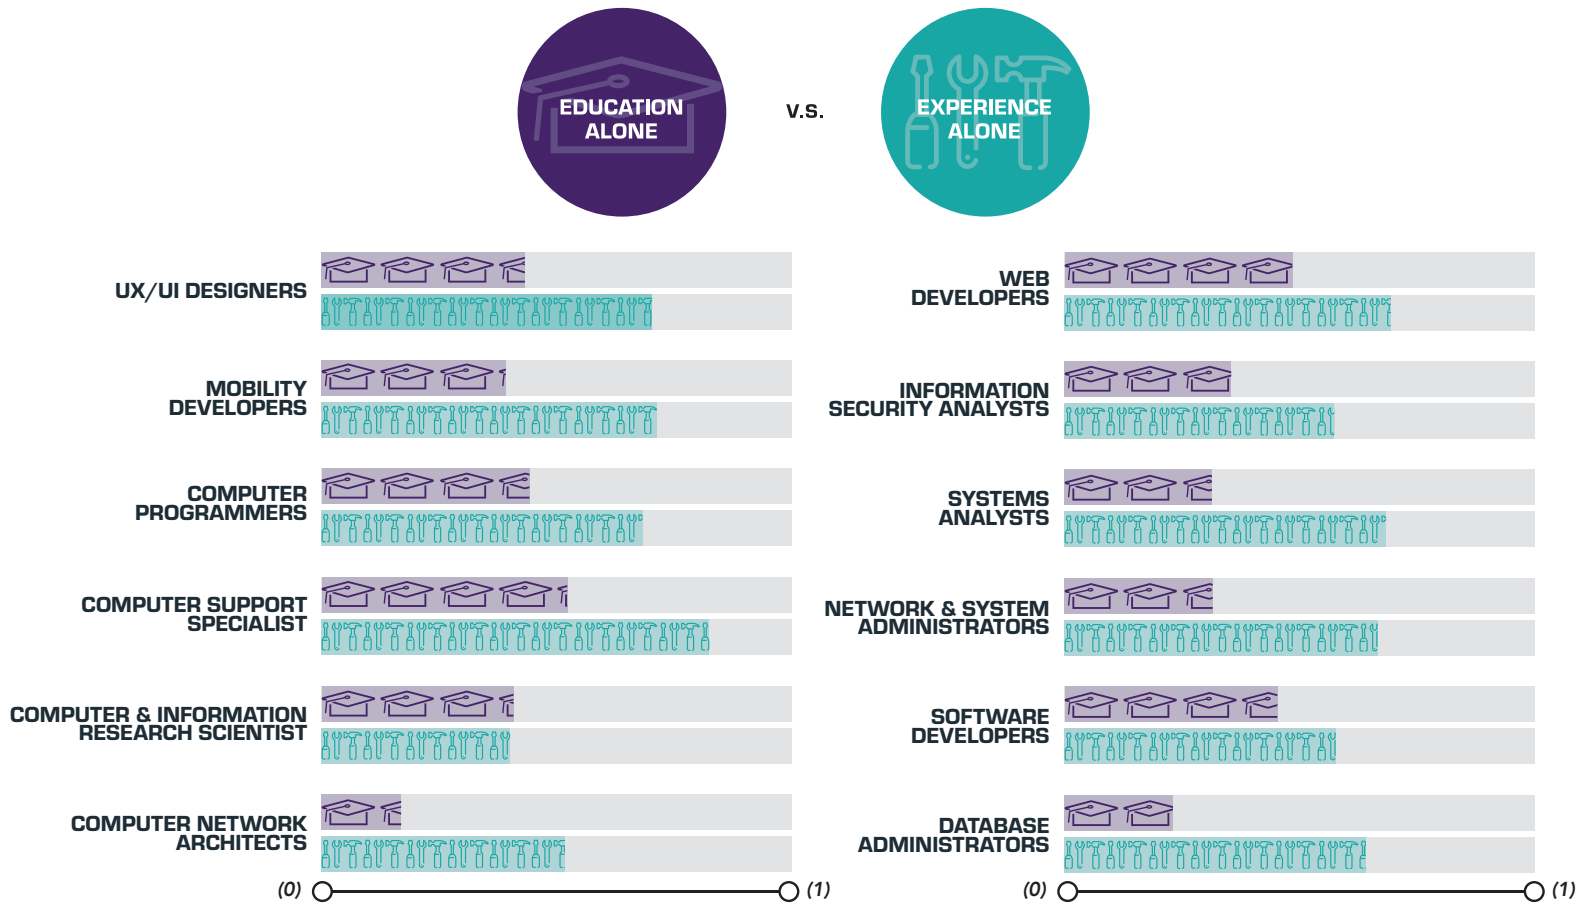 EDUCATION
ALONE
V.S.
EXPERIENCE
ALONE
UX/UI DESIGNERS
MOBILITY
DEVELOPERS
COMPUTER
PROGRAMMERS
COMPUTER SUPPORT
SPECIALIST
COMPUTER & INFORMATION
RESEARCH SCIENTIST
COMPUTER NETWORK
ARCHITECTS
(0)
(1)
WEB
DEVELOPERS
INFORMATION
SECURITY ANALYSTS
SYSTEMS
ANALYSTS
NETWORK & SYSTEM
ADMINISTRATORS
SOFTWARE
DEVELOPERS
DATABASE
ADMINISTRATORS
(0)
(1)